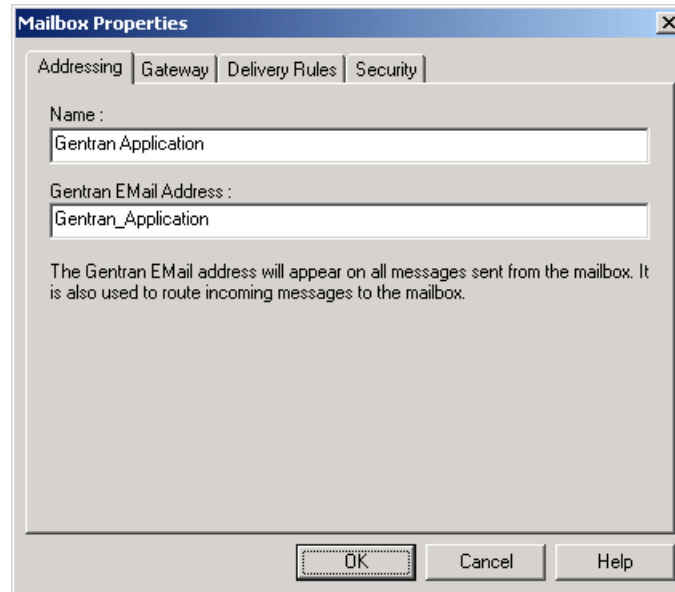 Mailbox Properties
Addressing Gateway Delivery Rules Security
Name :
Gentran Application
Gentran EMail Address :
Gentran_Application
The Gentran EMail address will appear on all messages sent from the mailbox. It
is also used to route incoming messages to the mailbox.
OK Cancel Help